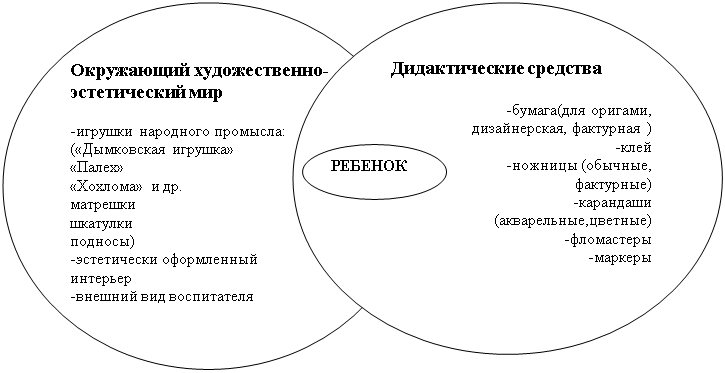 Окружающий художественно-
эстетический мир
-игрушки народного промысла:
(«Дымковская игрушка»
«Палех»
«Хохлома» и др.
матрешки
шкатулки
подносы)
-эстетически оформленный
интерьер
-внешний вид воспитателя
РЕБЕНОК
Дидактические средства
-бумага(для оригами,
дизайнерская, фактурная )
-клей
-ножницы (обычные,
фактурные)
-карандаши
(акварельные,цветные)
-фломастеры
-маркеры